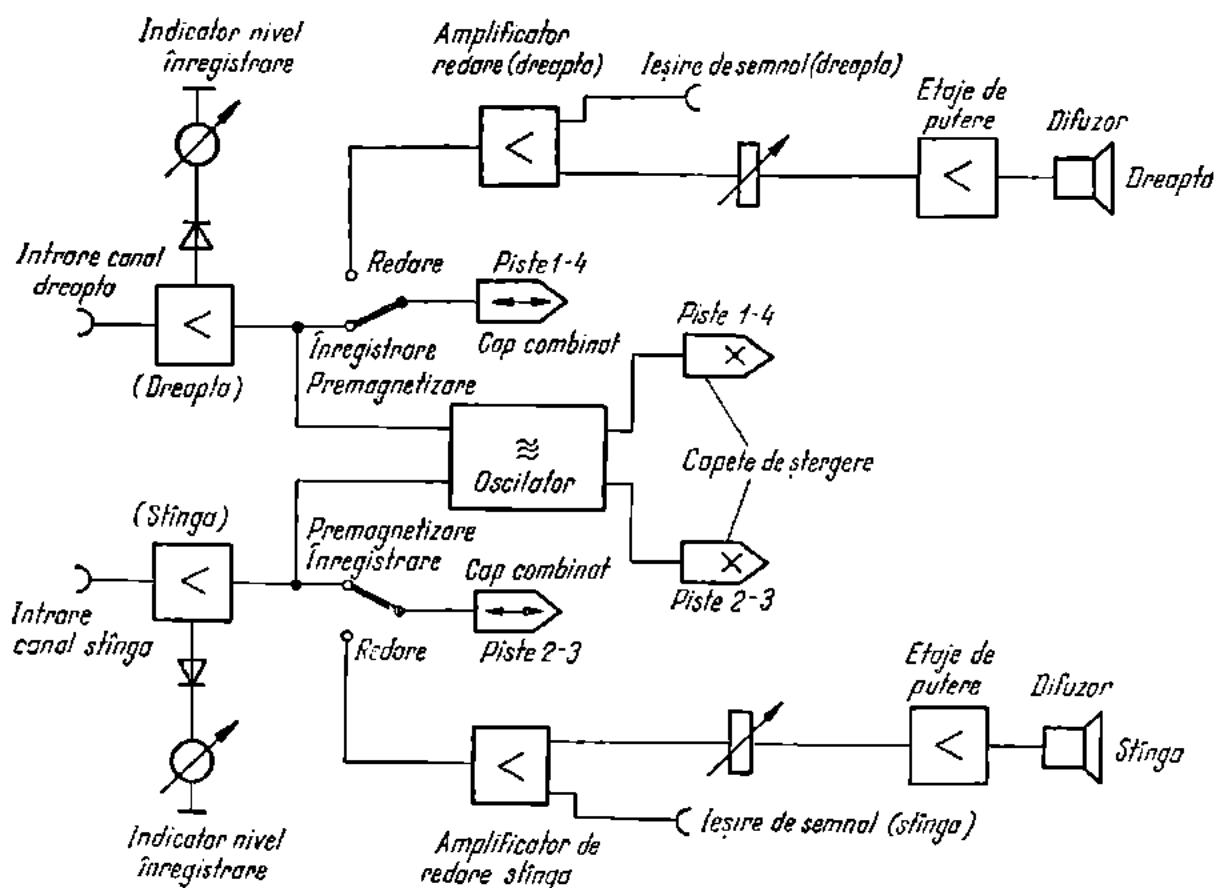 Indicator nivel
înregistrare
Amplificator
redare (dreapta)
Ieșire de semnal (dreapta)
Etaje de
putere
Difuzor
Dreapta
Intrare canal
dreapta
(Dreapta)
Redare
Înregistrare
Premagnetizare
Piste 1-4
Cap combinat
Piste 1-4
Oscilator
Capete de ștergere
(Stînga)
Premagnetizare
Înregistrare
Cap combinat
Piste 2-3
Piste 2-3
Intrare
canal stînga
Redare
Etaje de
putere
Difuzor
Stînga
Ieșire de semnal (stînga)
Indicator nivel
înregistrare
Amplificator de
redare stînga